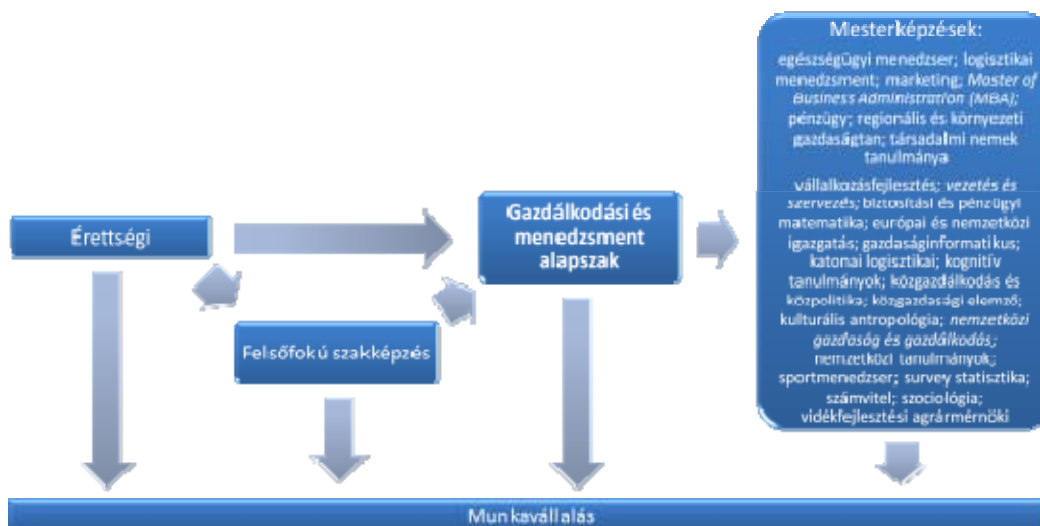 Érettségi
Felsőfokú szakképzés
Gazdálkodási és
menedzsment
alapszak
Mesterképzések:
egészségügyi menedzser; logisztikai
menedzsment; marketing; Master of
Business Administration (MBA);
pénzügy; regionális és környezeti
gazdaságtan; társadalmi nemek
tanulmánya
vállalkozásfejlesztés; vezetés és
szervezés; biztosítási és pénzügyi
matematika; európai és nemzetközi
igazgatás; gazdaságinformatikus;
katonai logisztikai; kognitív
tanulmányok; közgazdálkodás és
közpolitika; közgazdasági elemző;
kulturális antropológia; nemzetközi
gazdaság és gazdálkodás;
nemzetközi tanulmányok;
sportmenedzser; survey statisztika;
számvitel; szociológia;
vidékfejlesztési agrármérnöki
Munkavállalás